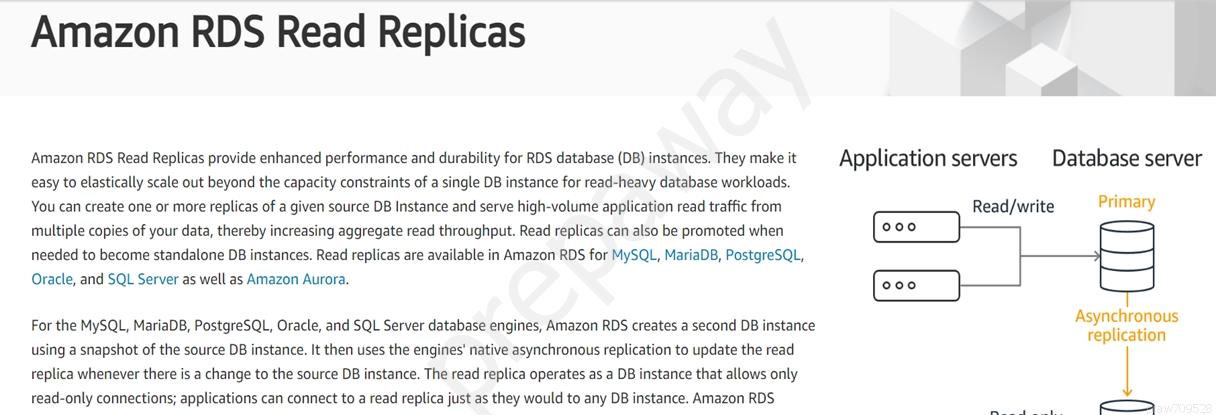 Amazon RDS Read Replicas
Amazon RDS Read Replicas provide enhanced performance and durability for RDS database (DB) instances. They make it
easy to elastically scale out beyond the capacity constraints of a single DB instance for read-heavy database workloads.
You can create one or more replicas of a given source DB Instance and serve high-volume application read traffic from
multiple copies of your data, thereby increasing aggregate read throughput. Read replicas can also be promoted when
needed to become standalone DB instances. Read replicas are available in Amazon RDS for MySQL, MariaDB, PostgreSQL,
Oracle, and SQL Server as well as Amazon Aurora.
For the MySQL, MariaDB, PostgreSQL, Oracle, and SQL Server database engines, Amazon RDS creates a second DB instance
using a snapshot of the source DB instance. It then uses the engines' native asynchronous replication to update the read
replica whenever there is a change to the source DB instance. The read replica operates as a DB instance that allows only
read-only connections; applications can connect to a read replica just as they would to any DB instance. Amazon RDS
Application servers
Database server
Read/write
Primary
Asynchronous
replication
Read only
prepaway